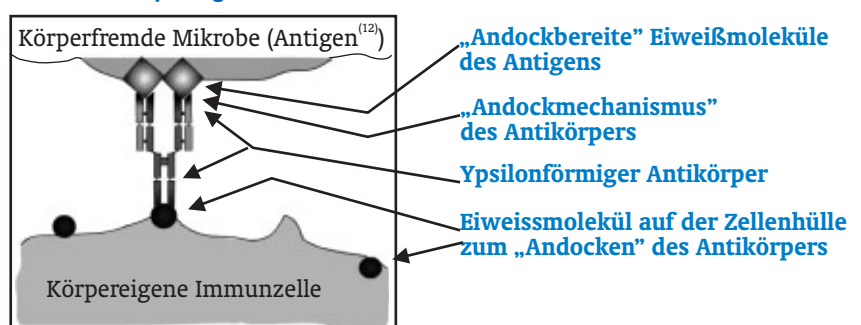 Körperfremde Mikrobe (Antigen⁽¹²⁾)
„Andockbereite” Eiweißmoleküle
des Antigens
„Andockmechanismus”
des Antikörpers
Ypsilonförmiger Antikörper
Eiweissmolekül auf der Zellenhülle
zum „Andocken” des Antikörpers
Körpereigene Immunzelle